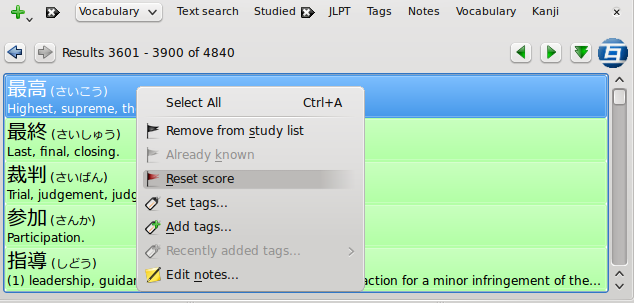 Vocabulary Text search Studied JLPT Tags Notes Vocabulary Kanji
Results 3601 - 3900 of 4840
互
最高 (さいこう)
Highest, supreme, th
最終 (さいしゅう)
Last, final, closing.
裁判 (さいばん)
Trial, judgement, judg
参加 (さんか)
Participation.
指導 (しどう)
(1) leadership, guidan
action for a minor infringement of the...
Select All Ctrl+A
Remove from study list
Already known
Reset score
Set tags...
Add tags...
Recently added tags...
Edit notes...